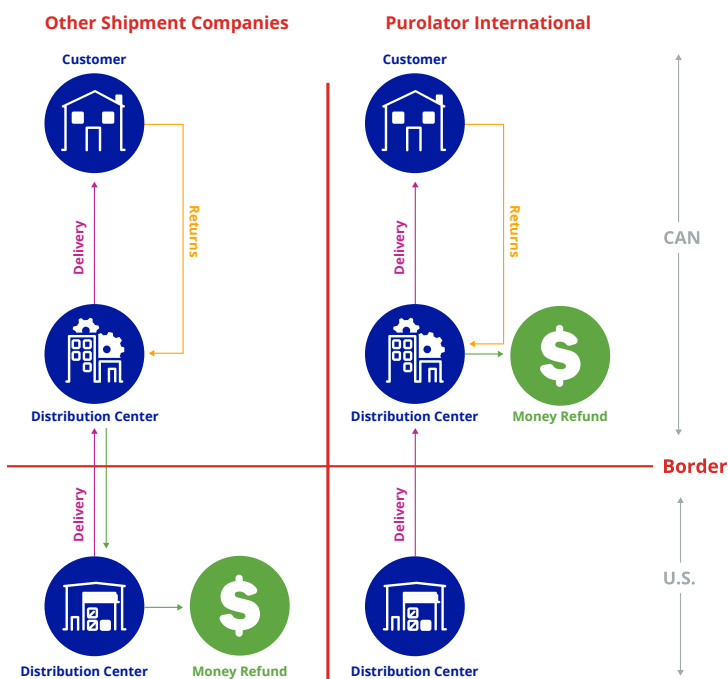 Other Shipment Companies
Purolator International
Customer
Customer
Delivery
Returns
Delivery
Returns
CAN
Distribution Center
Distribution Center
Money Refund
Border
Delivery
Delivery
U.S.
Distribution Center
Money Refund
Distribution Center